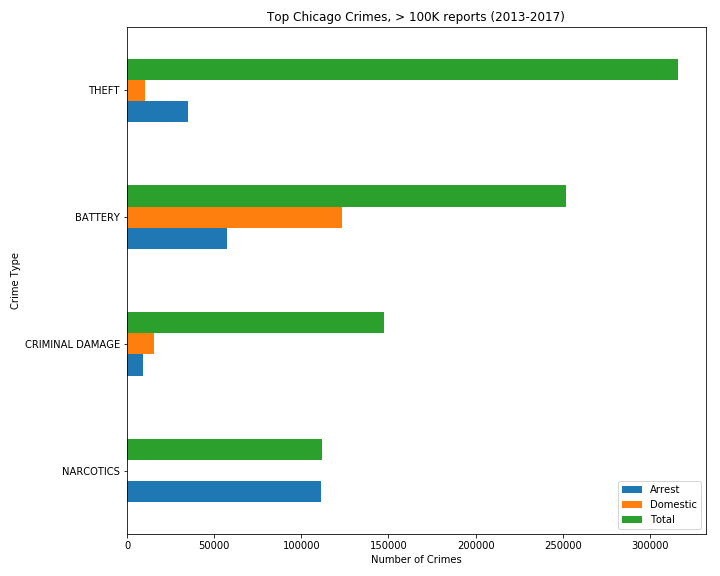 Top Chicago Crimes, > 100K reports (2013-2017)
THEFT
BATTERY
CRIMINAL DAMAGE
NARCOTICS
Crime Type
0 50000 100000 150000 200000 250000 300000
Number of Crimes
Arrest
Domestic
Total